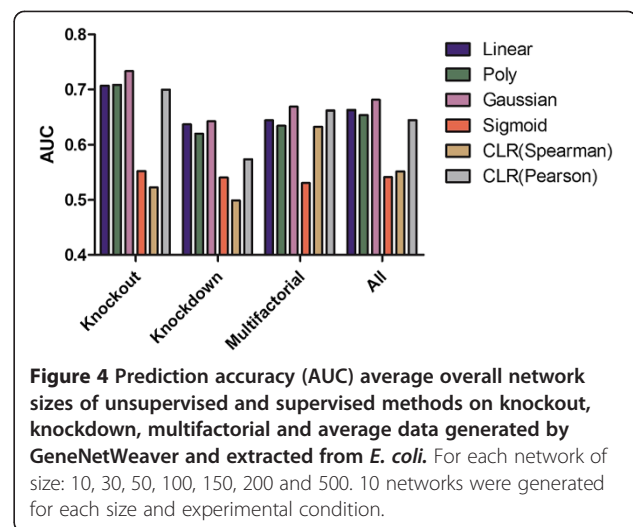 0.8
0.7
0.6
0.5
0.4
AUC
Knockout
Knockdown
Multifactorial
All
Linear
Poly
Gaussian
Sigmoid
CLR(Spearman)
CLR(Pearson)
Figure 4 Prediction accuracy (AUC) average overall network
sizes of unsupervised and supervised methods on knockout,
knockdown, multifactorial and average data generated by
GeneNetWeaver and extracted from E. coli. For each network of
size: 10, 30, 50, 100, 150, 200 and 500. 10 networks were generated
for each size and experimental condition.